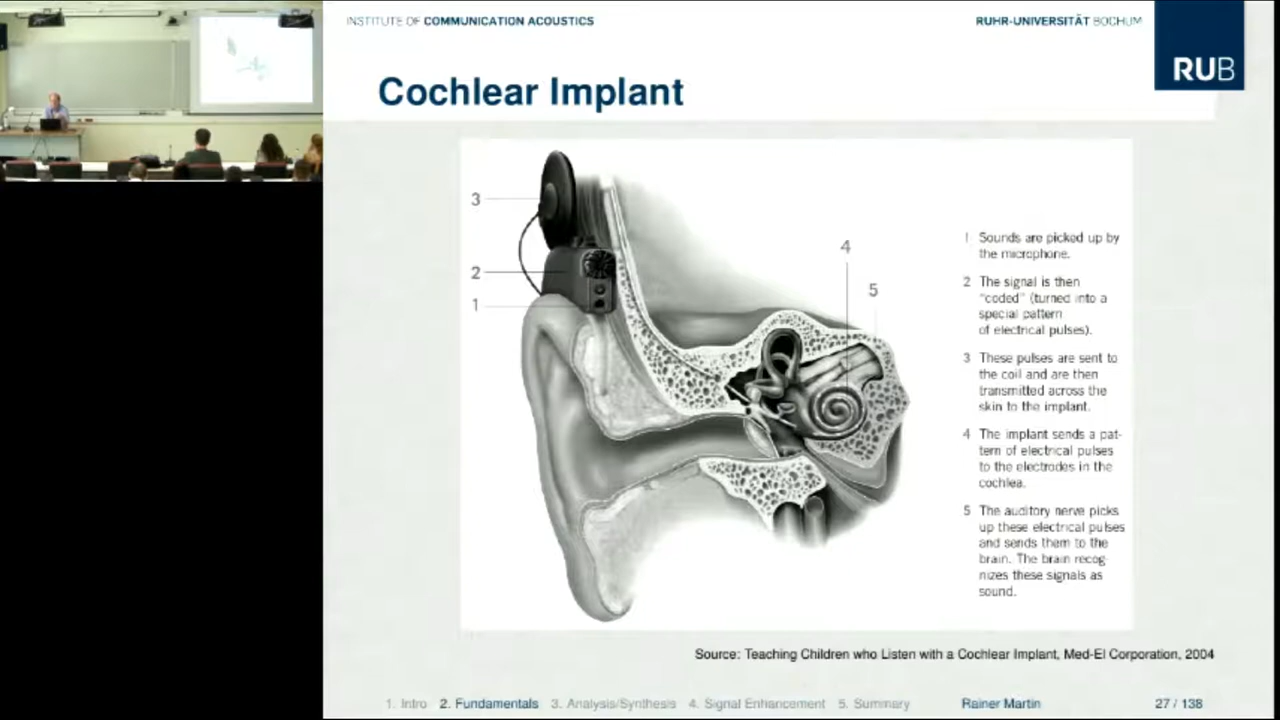 INSTITUTE OF COMMUNICATION ACOUSTICS
RUHR-UNIVERSITÄT BOCHUM
RUB
Cochlear Implant
3
2
1
4
5
1 Sounds are picked up by
the microphone.
2 The signal is then
"coded" (turned into a
special pattern
of electrical pulses).
3 These pulses are sent to
the coil and are then
transmitted across the
skin to the implant.
4 The implant sends a pat-
tern of electrical pulses
to the electrodes in the
cochlea.
5 The auditory nerve picks
up these electrical pulses
and sends them to the
brain. The brain recog-
nizes these signals as
sound.
Source: Teaching Children who Listen with a Cochlear Implant, Med-El Corporation, 2004
1. Intro 2. Fundamentals 3. Analysis/Synthesis 4. Signal Enhancement 5. Summary Rainer Martin 27 / 138